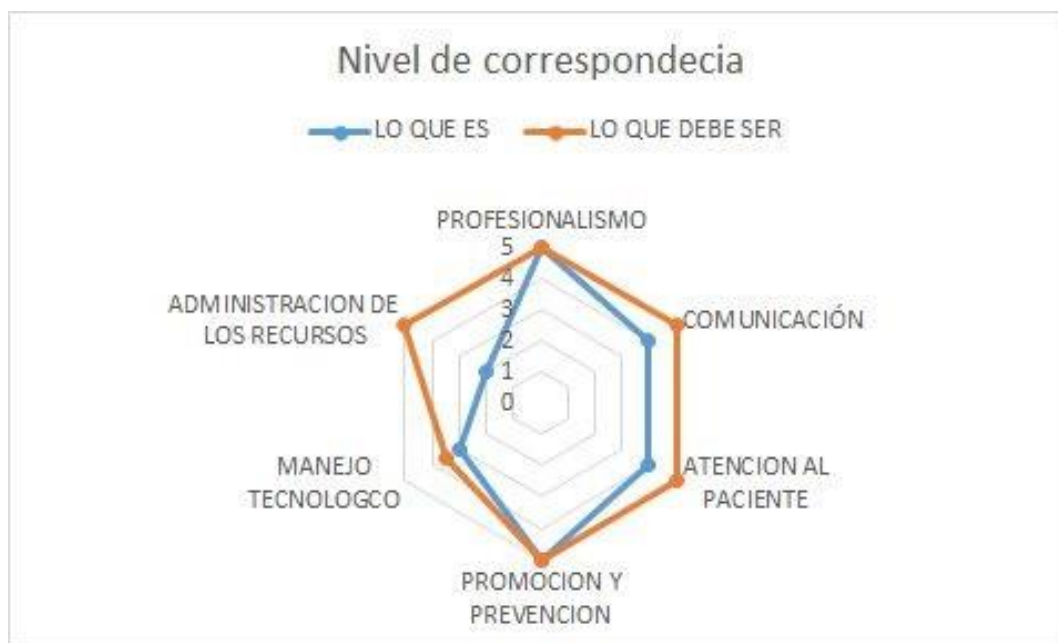 Nivel de correspondecia
LO QUE ES
LO QUE DEBE SER
PROFESIONALISMO
5
4
3
2
1
0
ADMINISTRACION DE
LOS RECURSOS
COMUNICACIÓN
MANEJO
TECNOLOGCO
ATENCION AL
PACIENTE
PROMOCION Y
PREVENCION